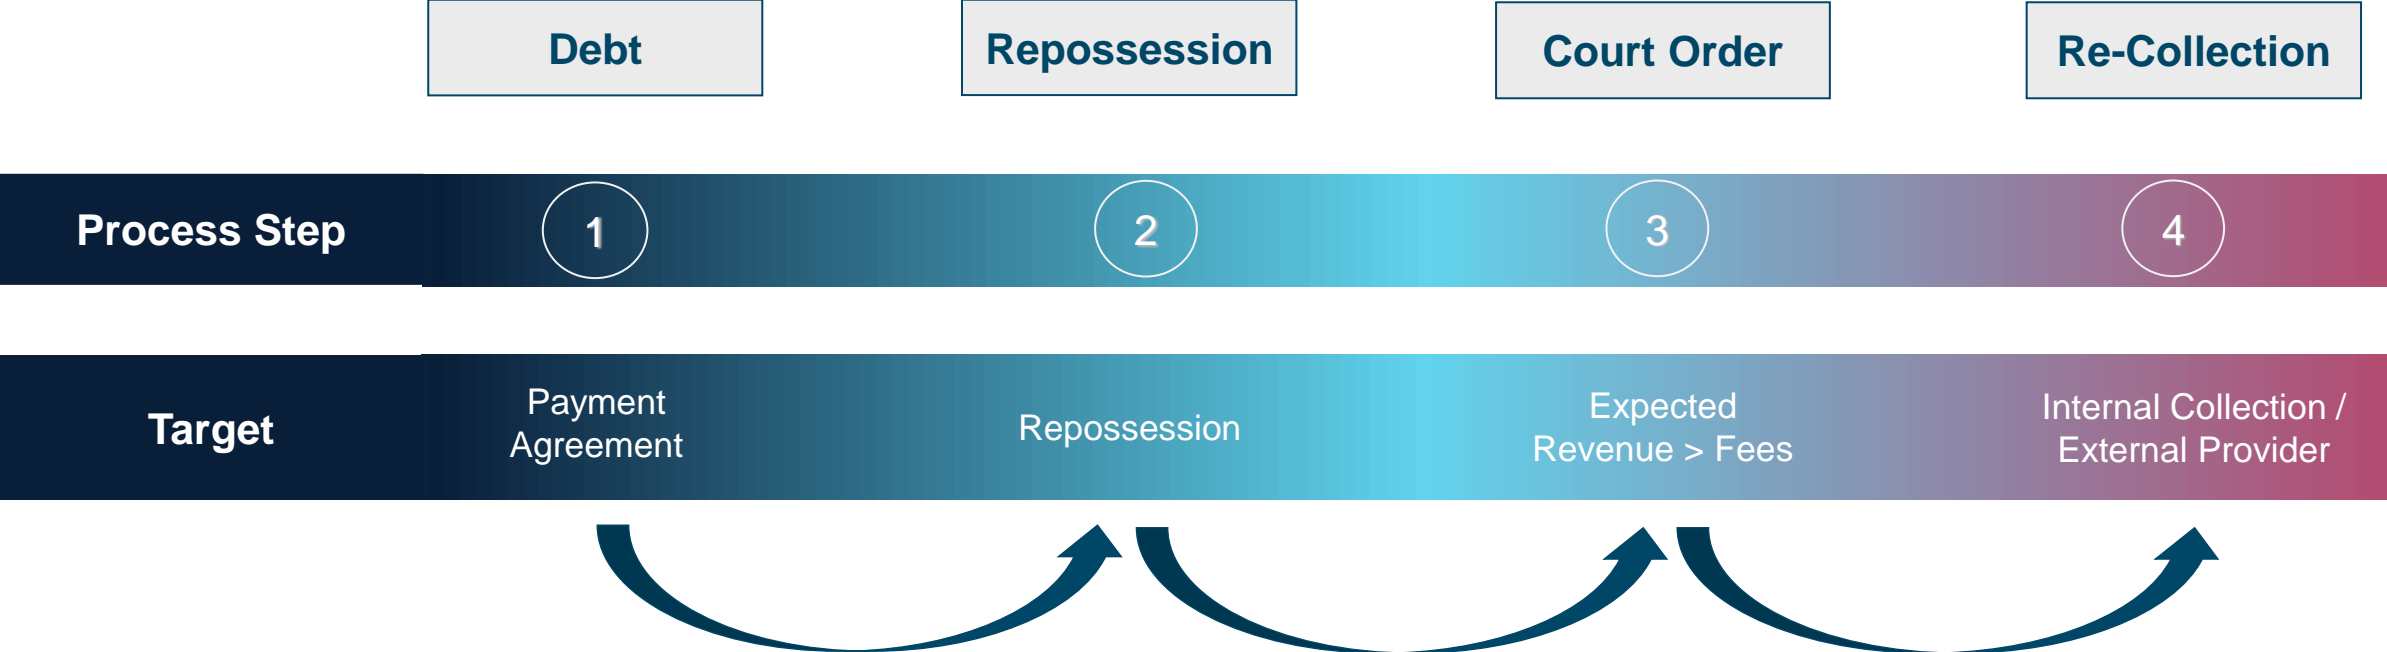 Debt
Repossession
Court Order
Re-Collection
Process Step
1
2
3
4
Target
Payment
Agreement
Repossession
Expected
Revenue > Fees
Internal Collection /
External Provider